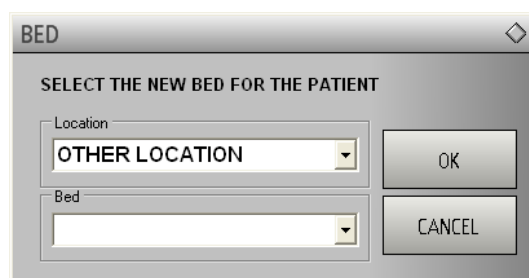 BED
SELECT THE NEW BED FOR THE PATIENT
Location
OTHER LOCATION
OK
Bed
CANCEL